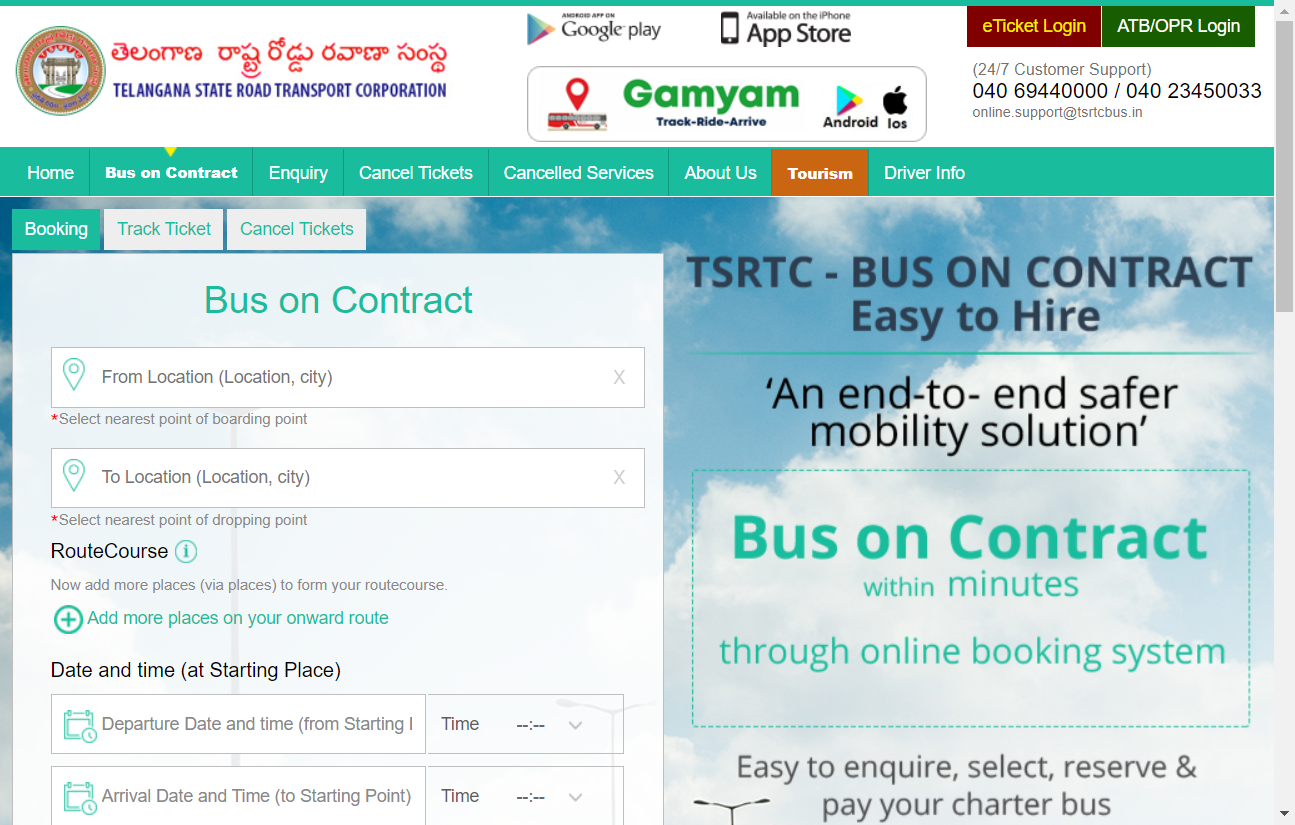 తెలంగాణ రాష్ట్ర రోడ్డు రవాణా సంస్థ
TELANGANA STATE ROAD TRANSPORT CORPORATION
ANDROID APP ON
Google play
Available on the iPhone
App Store
Gamyam
Track-Ride-Arrive
Android Ios
eTicket Login
ATB/OPR Login
(24/7 Customer Support)
040 69440000 / 040 23450033
online.support@tsrtcbus.in
Home Bus on Contract Enquiry Cancel Tickets Cancelled Services About Us Tourism Driver Info
Booking Track Ticket Cancel Tickets
Bus on Contract
From Location (Location, city) X
*Select nearest point of boarding point
To Location (Location, city) X
*Select nearest point of dropping point
RouteCourse i
Now add more places (via places) to form your routecourse.
Add more places on your onward route
Date and time (at Starting Place)
Departure Date and time (from Starting Time --:--
Arrival Date and Time (to Starting Point) Time --:--
TSRTC - BUS ON CONTRACT
Easy to Hire
‘An end-to- end safer
mobility solution’
Bus on Contract
within minutes
through online booking system
Easy to enquire, select, reserve &
pay your charter bus